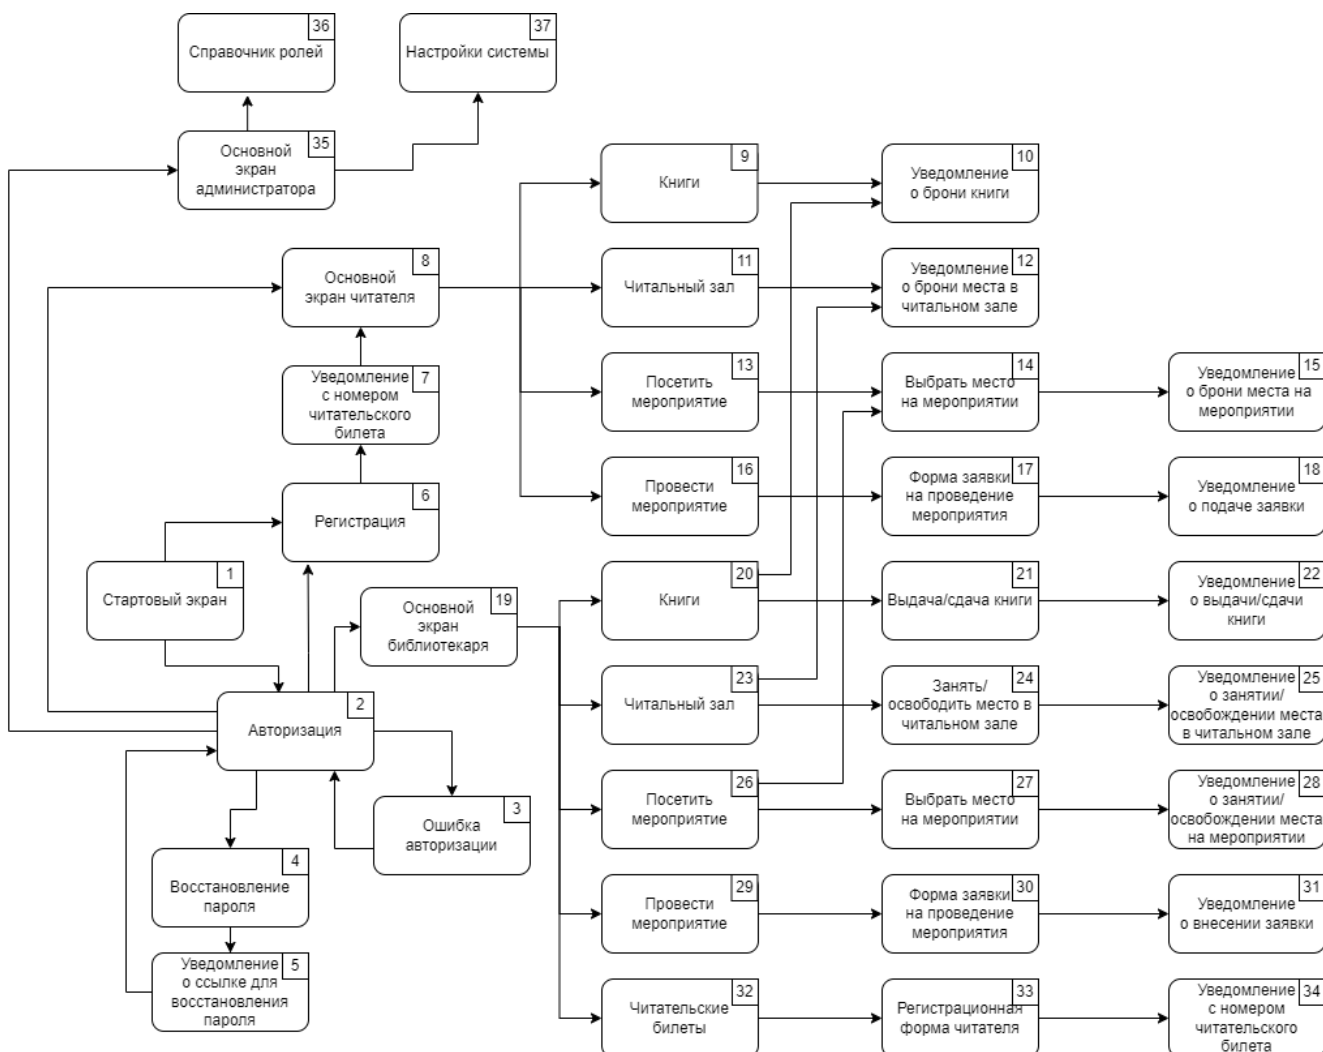 36
Справочник ролей
37
Настройки системы
35
Основной
экран
администратора
9
Книги
10
Уведомление
о брони книги
8
Основной
экран читателя
11
Читальный зал
12
Уведомление
о брони места в
читальном зале
7
Уведомление
с номером
читательского
билета
13
Посетить
мероприятие
14
Выбрать место
на мероприятии
15
Уведомление
о брони места на
мероприятии
6
Регистрация
16
Провести
мероприятие
17
Форма заявки
на проведение
мероприятия
18
Уведомление
о подаче заявки
1
Стартовый экран
19
Основной
экран
библиотекаря
20
Книги
21
Выдача/сдача книги
22
Уведомление
о выдачи/сдачи
книги
2
Авторизация
23
Читальный зал
24
Занять/
освободить место в
читальном зале
25
Уведомление
о занятии/
освобождении места
в читальном зале
3
Ошибка
авторизации
26
Посетить
мероприятие
27
Выбрать место
на мероприятии
28
Уведомление
о занятии/
освобождении места
на мероприятии
4
Восстановление
пароля
29
Провести
мероприятие
30
Форма заявки
на проведение
мероприятия
31
Уведомление
о внесении заявки
5
Уведомление
о ссылке для
восстановления
пароля
32
Читательские
билеты
33
Регистрационная
форма читателя
34
Уведомление
с номером
читательского
билета